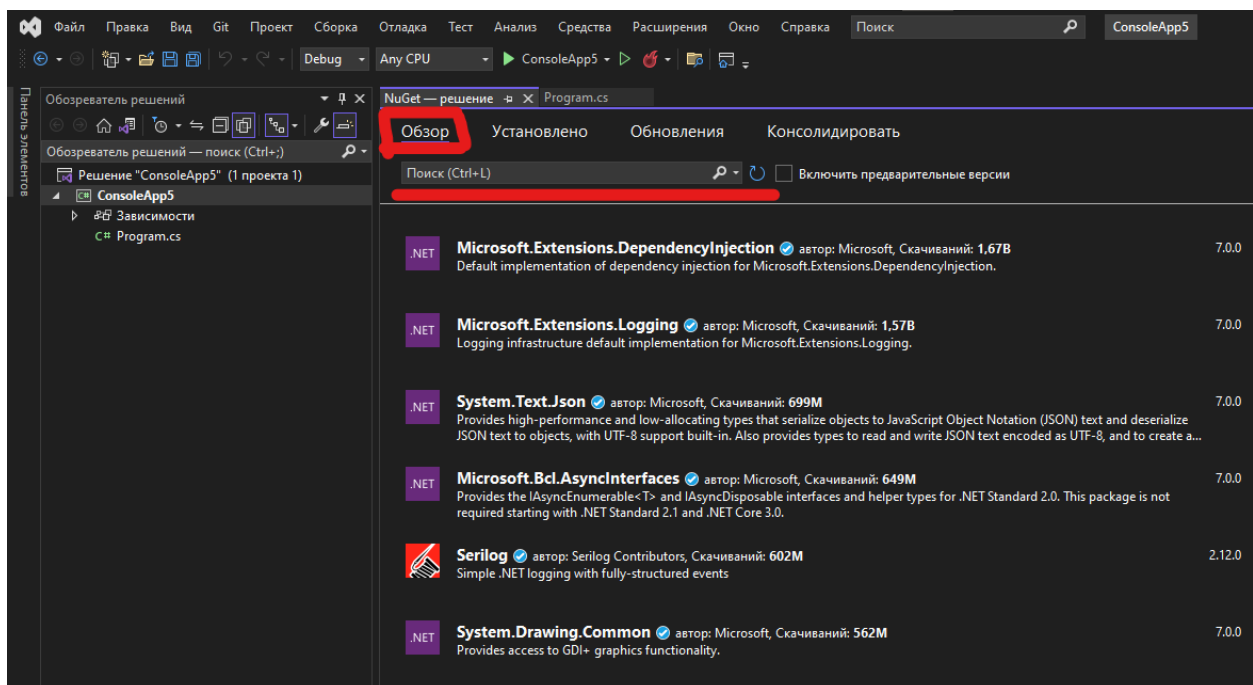 Файл Правка Вид Git Проект Сборка Отладка Тест Анализ Средства Расширения Окно Справка Поиск ConsoleApp5
Debug Any CPU ConsoleApp5
Панель элементов
Обозреватель решений
Обозреватель решений — поиск (Ctrl+;)
Решение "ConsoleApp5" (1 проекта 1)
C# ConsoleApp5
Зависимости
C# Program.cs
NuGet — решение Program.cs
Обзор Установлено Обновления Консолидировать
Поиск (Ctrl+L) Включить предварительные версии
.NET Microsoft.Extensions.DependencyInjection автор: Microsoft, Скачиваний: 1,67B 7.0.0
Default implementation of dependency injection for Microsoft.Extensions.DependencyInjection.
.NET Microsoft.Extensions.Logging автор: Microsoft, Скачиваний: 1,57B 7.0.0
Logging infrastructure default implementation for Microsoft.Extensions.Logging.
.NET System.Text.Json автор: Microsoft, Скачиваний: 699M 7.0.0
Provides high-performance and low-allocating types that serialize objects to JavaScript Object Notation (JSON) text and deserialize
JSON text to objects, with UTF-8 support built-in. Also provides types to read and write JSON text encoded as UTF-8, and to create a...
.NET Microsoft.Bcl.AsyncInterfaces автор: Microsoft, Скачиваний: 649M 7.0.0
Provides the IAsyncEnumerable<T> and IAsyncDisposable interfaces and helper types for .NET Standard 2.0. This package is not
required starting with .NET Standard 2.1 and .NET Core 3.0.
Serilog автор: Serilog Contributors, Скачиваний: 602M 2.12.0
Simple .NET logging with fully-structured events
.NET System.Drawing.Common автор: Microsoft, Скачиваний: 562M 7.0.0
Provides access to GDI+ graphics functionality.